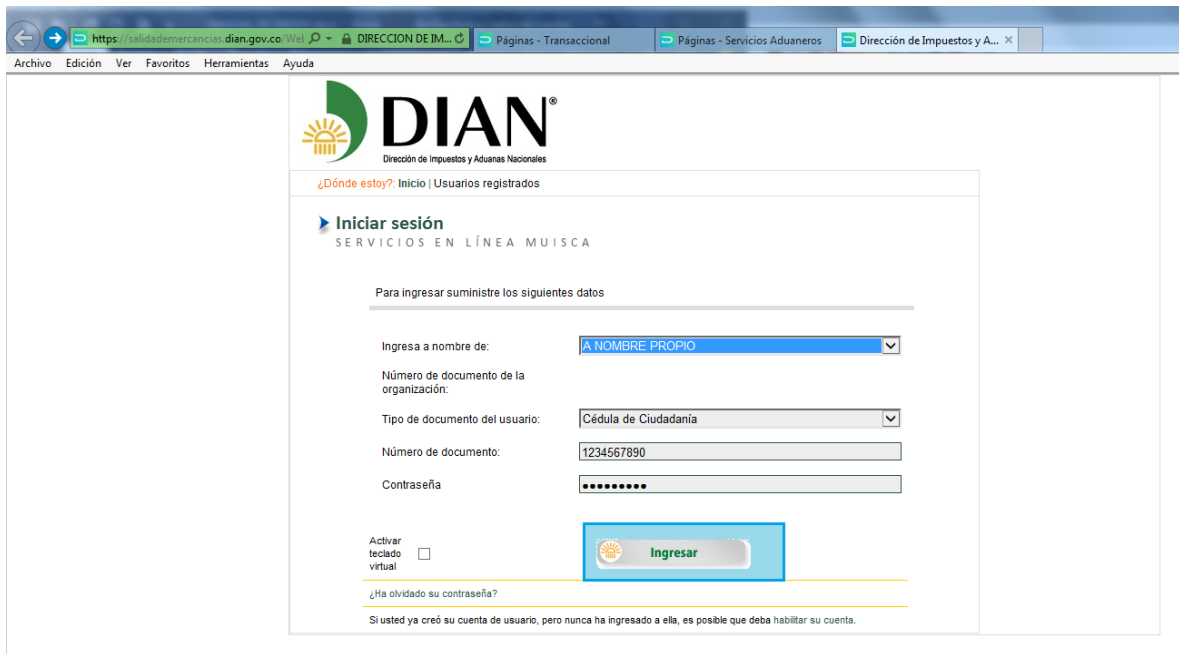 https://salidademercancias.dian.gov.co/Wel
DIRECCION DE IM...
Páginas - Transaccional
Páginas - Servicios Aduaneros
Dirección de Impuestos y A...
Archivo Edición Ver Favoritos Herramientas Ayuda
DIAN®
Dirección de Impuestos y Aduanas Nacionales
¿Dónde estoy?: Inicio | Usuarios registrados
Iniciar sesión
SERVICIOS EN LÍNEA MUISCA
Para ingresar suministre los siguientes datos
Ingresa a nombre de: A NOMBRE PROPIO
Número de documento de la
organización:
Tipo de documento del usuario: Cédula de Ciudadanía
Número de documento: 1234567890
Contraseña •••••••••
Activar
teclado
virtual
Ingresar
¿Ha olvidado su contraseña?
Si usted ya creó su cuenta de usuario, pero nunca ha ingresado a ella, es posible que deba habilitar su cuenta.